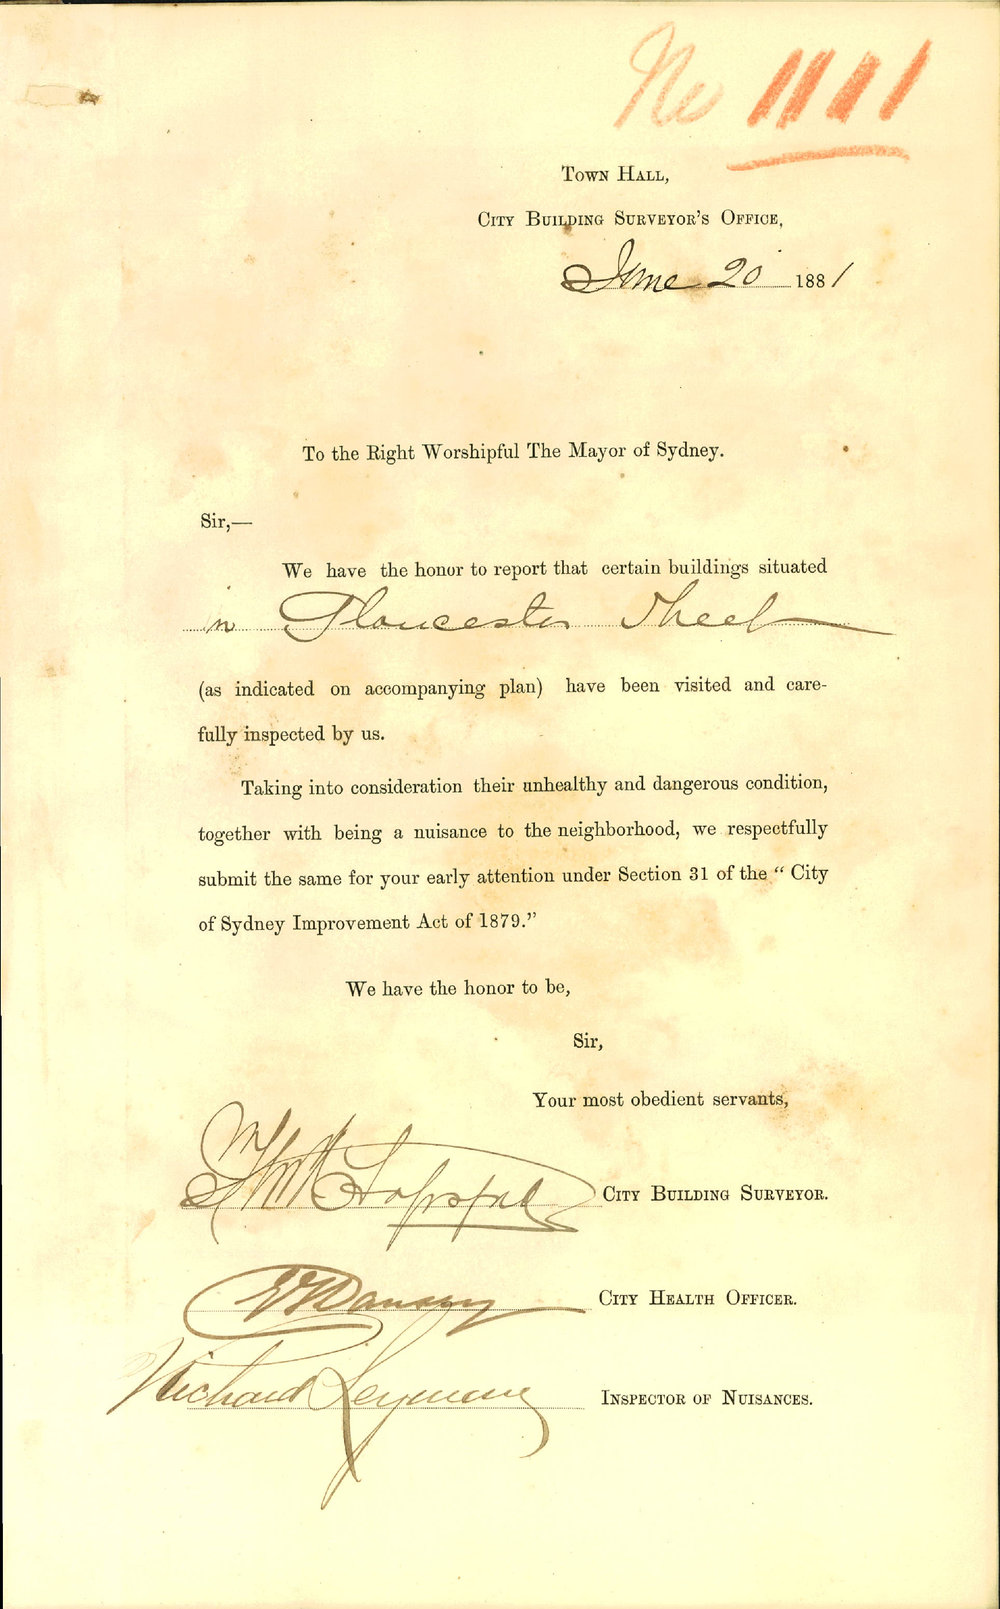 No 1111
Town Hall,
City Building Surveyor's Office,
June 20 1881
To the Right Worshipful The Mayor of Sydney.
Sir,—
We have the honor to report that certain buildings situated
in Gloucester Street
(as indicated on accompanying plan) have been visited and care-
fully inspected by us.
Taking into consideration their unhealthy and dangerous condition,
together with being a nuisance to the neighborhood, we respectfully
submit the same for your early attention under Section 31 of the “ City
of Sydney Improvement Act of 1879.”
We have the honor to be,
Sir,
Your most obedient servants,
City Building Surveyor.
Dansey City Health Officer.
Richard Seymour Inspector of Nuisances.